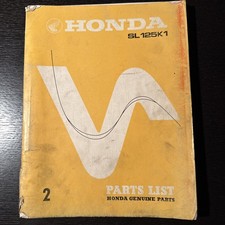 HONDA
SL125K1
2
PARTS LIST
HONDA GENUINE PARTS